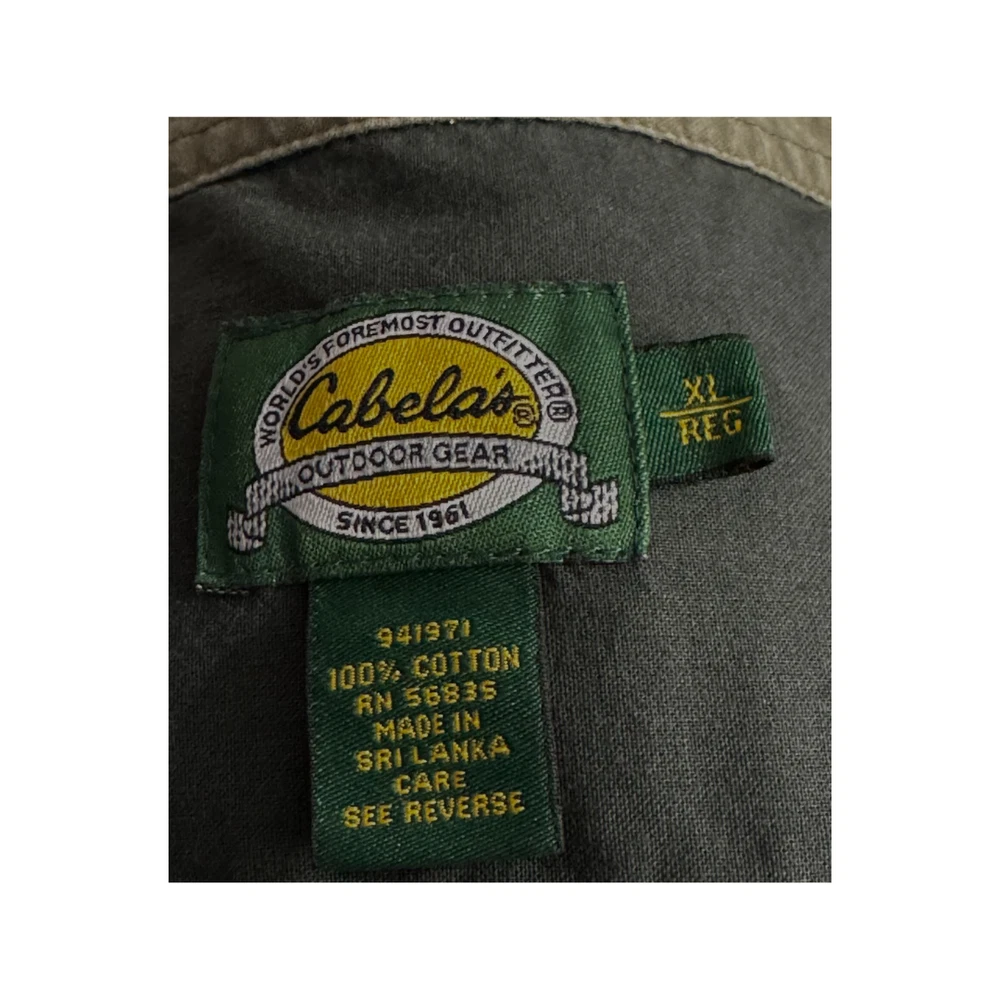 WORLD'S FOREMOST OUTFITTER®
Cabela's®
OUTDOOR GEAR
SINCE 1961
XL
REG
941971
100% COTTON
RN 56835
MADE IN
SRI LANKA
CARE
SEE REVERSE